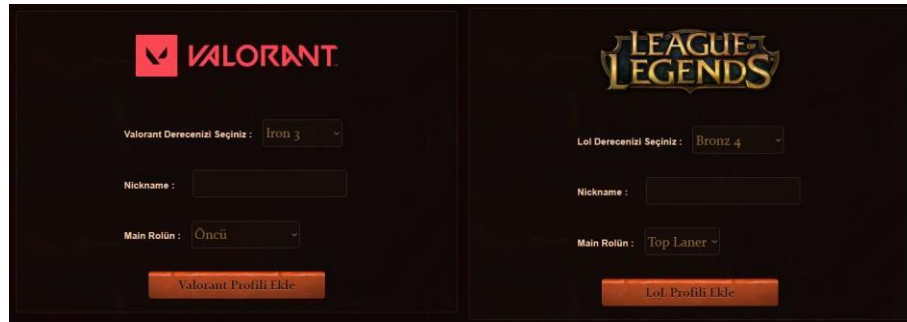 VALORANT
Valorant Derecenizi Seçiniz : Iron 3
Nickname :
Main Rolün : Öncü
Valorant Profili Ekle
LEAGUE OF
LEGENDS
Lol Derecenizi Seçiniz : Bronz 4
Nickname :
Main Rolün : Top Laner
LoL Profili Ekle